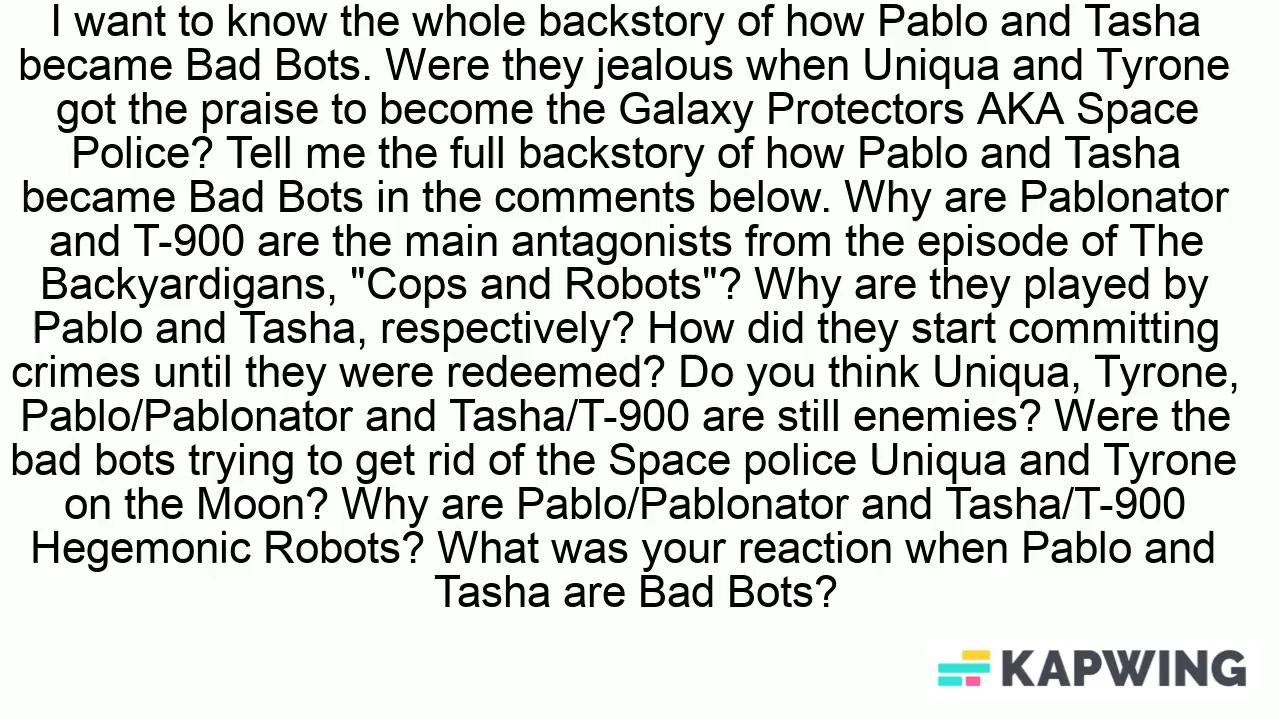 I want to know the whole backstory of how Pablo and Tasha
became Bad Bots. Were they jealous when Uniqua and Tyrone
got the praise to become the Galaxy Protectors AKA Space
Police? Tell me the full backstory of how Pablo and Tasha
became Bad Bots in the comments below. Why are Pablonator
and T-900 are the main antagonists from the episode of The
Backyardigans, "Cops and Robots"? Why are they played by
Pablo and Tasha, respectively? How did they start committing
crimes until they were redeemed? Do you think Uniqua, Tyrone,
Pablo/Pablonator and Tasha/T-900 are still enemies? Were the
bad bots trying to get rid of the Space police Uniqua and Tyrone
on the Moon? Why are Pablo/Pablonator and Tasha/T-900
Hegemonic Robots? What was your reaction when Pablo and
Tasha are Bad Bots?
KAPWING